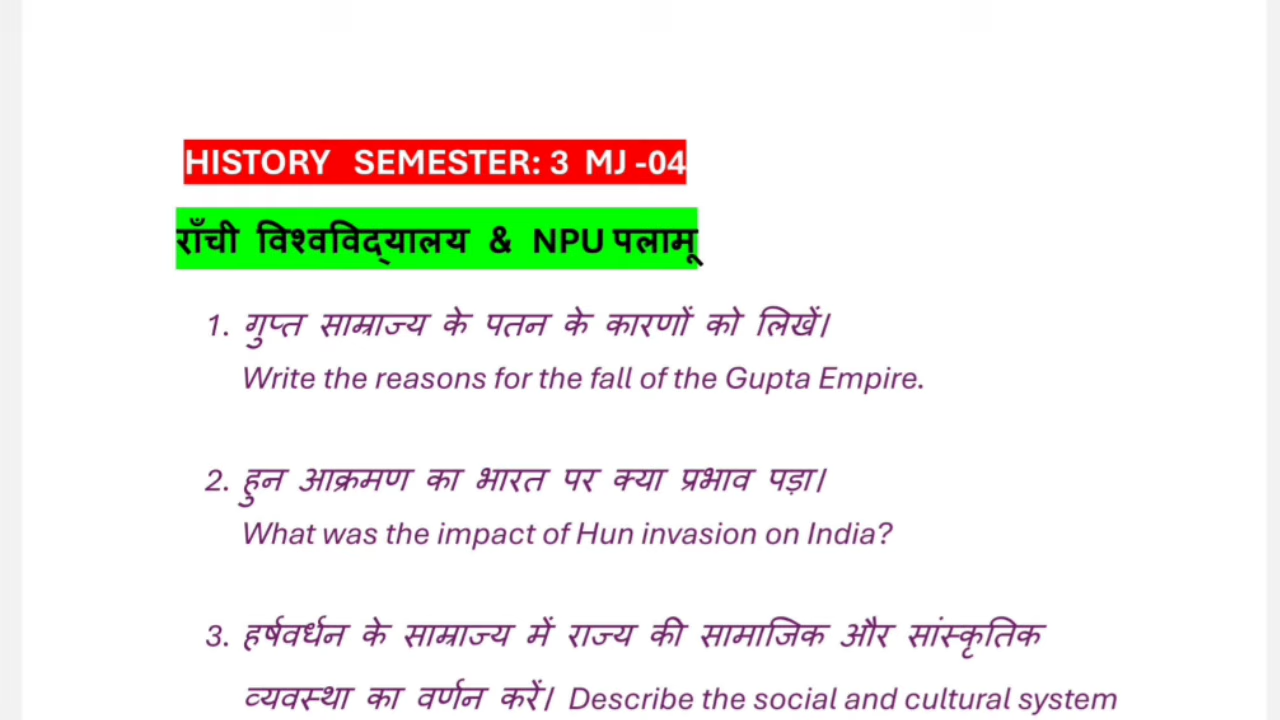 HISTORY SEMESTER: 3 MJ -04
राँची विश्वविद्यालय & NPU पलामू
1. गुप्त साम्राज्य के पतन के कारणों को लिखें।
Write the reasons for the fall of the Gupta Empire.
2. हुन आक्रमण का भारत पर क्या प्रभाव पड़ा।
What was the impact of Hun invasion on India?
3. हर्षवर्धन के साम्राज्य में राज्य की सामाजिक और सांस्कृतिक
व्यवस्था का वर्णन करें। Describe the social and cultural system